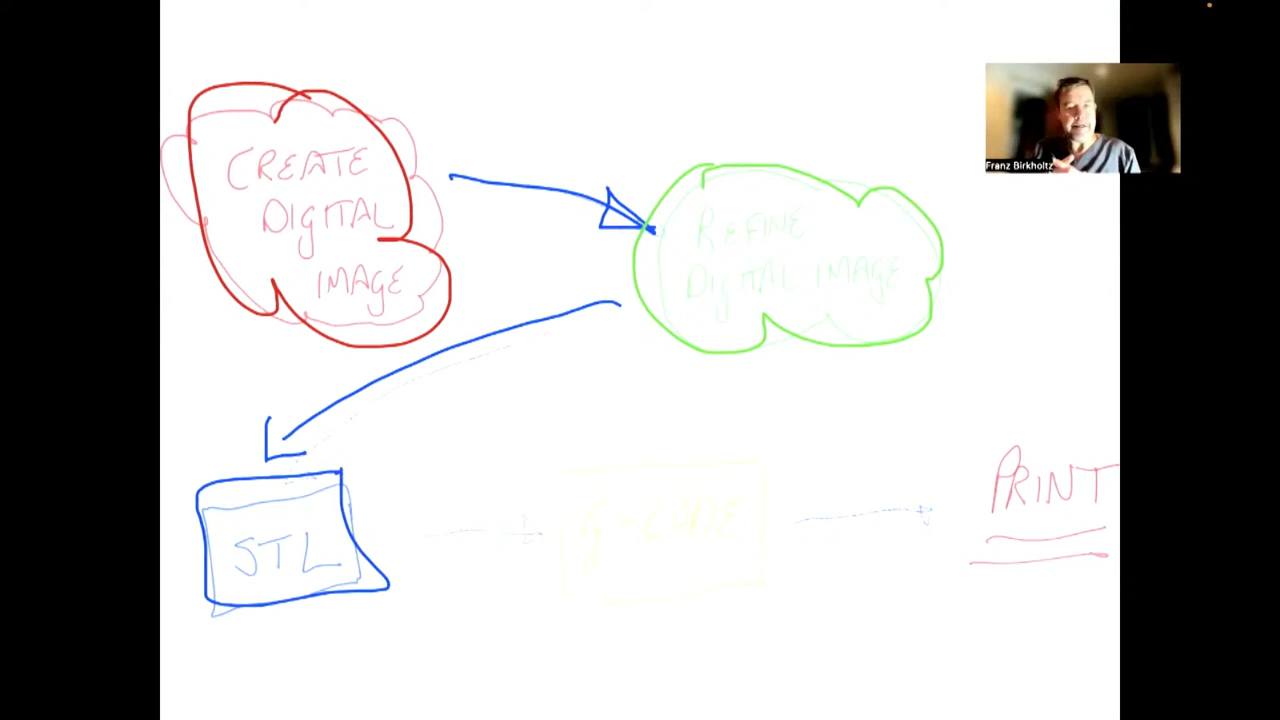 CREATE
DIGITAL
IMAGE
REFINE
DIGITAL IMAGE
Franz Birkholtz
STL
g-CODE
PRINT